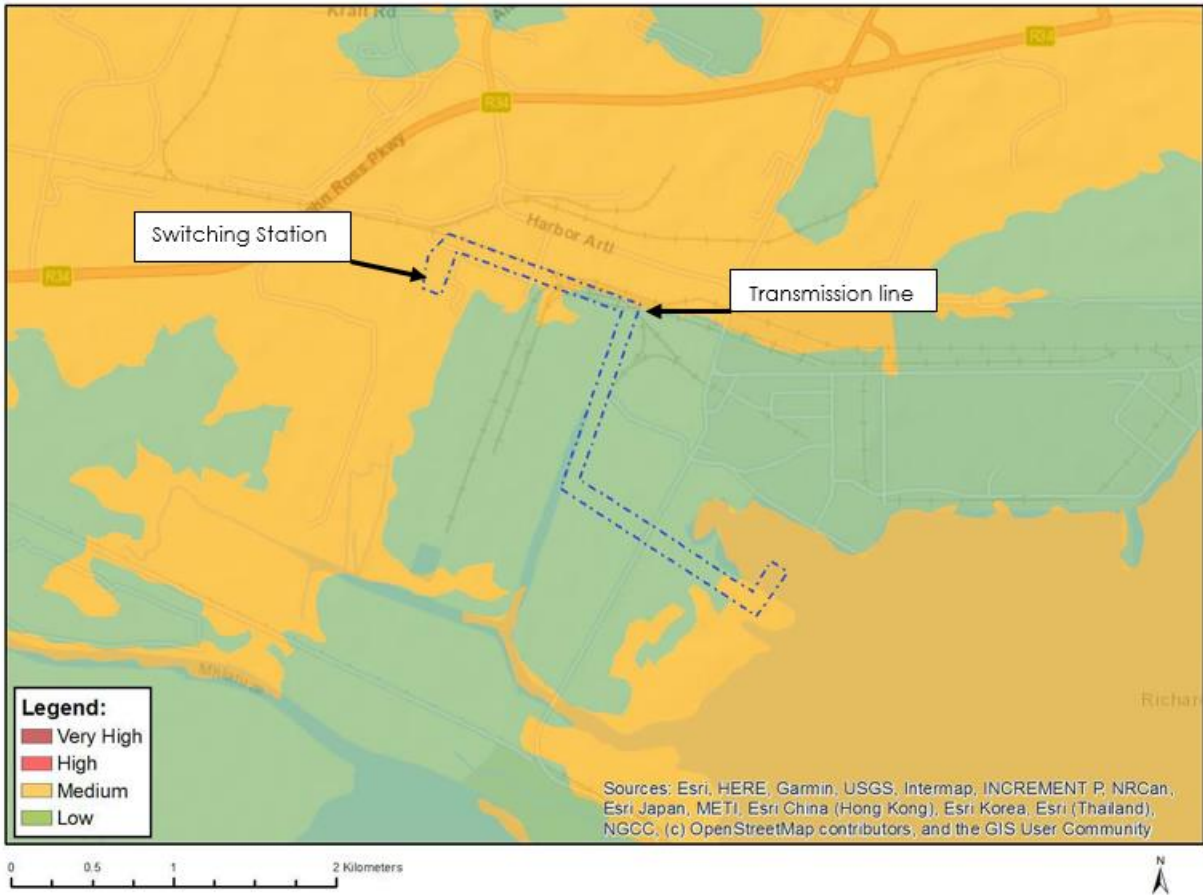 Krait Rd
R34
R34
John Ross Pkwy
Switching Station
Harbor Artl
R34
Transmission line
Richar
Legend:
Very High
High
Medium
Low
Sources: Esri, HERE, Garmin, USGS, Intermap, INCREMENT P, NRCan,
Esri Japan, METI, Esri China (Hong Kong), Esri Korea, Esri (Thailand),
NGCC, (c) OpenStreetMap contributors, and the GIS User Community
0 0.5 1 2 Kilometers
N